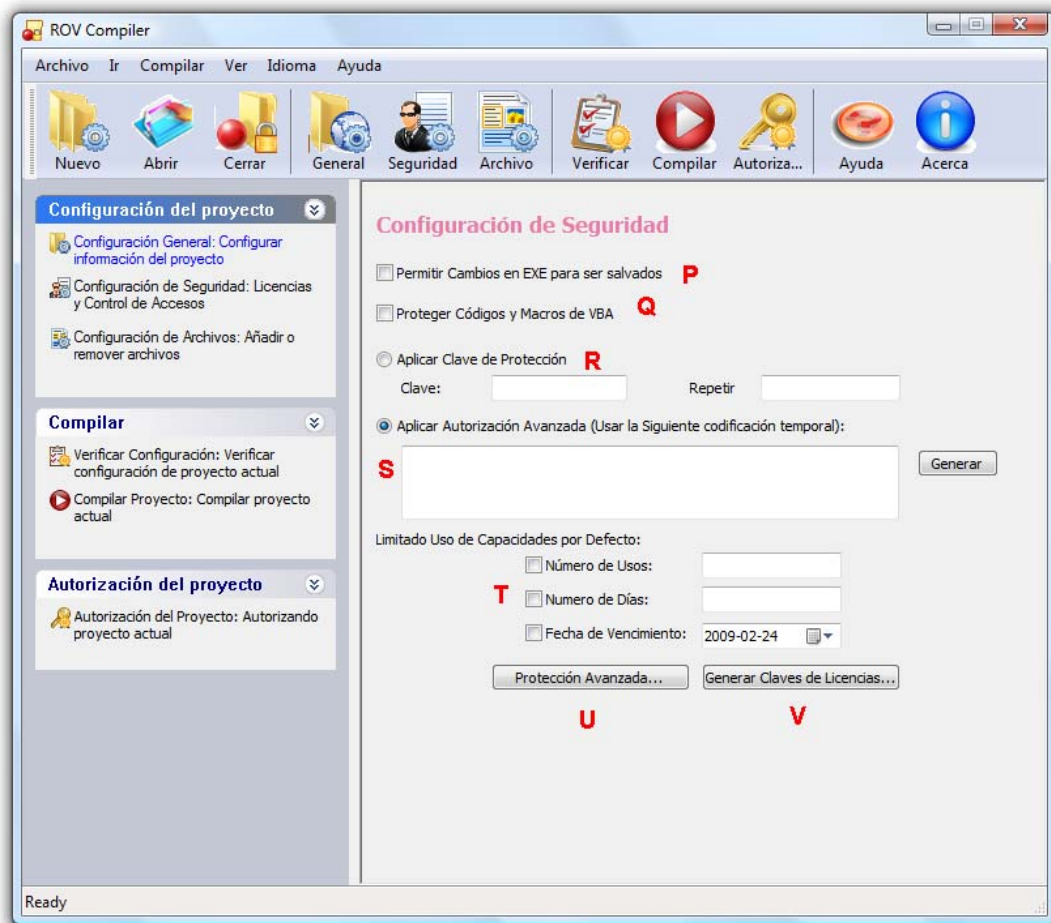 ROV Compiler
Archivo Ir Compilar Ver Idioma Ayuda
Nuevo Abrir Cerrar General Seguridad Archivo Verificar Compilar Autoriza... Ayuda Acerca
Configuración del proyecto
Configuración General: Configurar
información del proyecto
Configuración de Seguridad: Licencias
y Control de Accesos
Configuración de Archivos: Añadir o
remover archivos
Compilar
Verificar Configuración: Verificar
configuración de proyecto actual
Compilar Proyecto: Compilar proyecto
actual
Autorización del proyecto
Autorización del Proyecto: Autorizando
proyecto actual
Configuración de Seguridad
Permitir Cambios en EXE para ser salvados P
Proteger Códigos y Macros de VBA Q
Aplicar Clave de Protección R
Clave: Repetir
Aplicar Autorización Avanzada (Usar la Siguiente codificación temporal):
S Generar
Limitado Uso de Capacidades por Defecto:
Número de Usos:
T Numero de Días:
Fecha de Vencimiento: 2009-02-24
Protección Avanzada... Generar Claves de Licencias...
U V
Ready